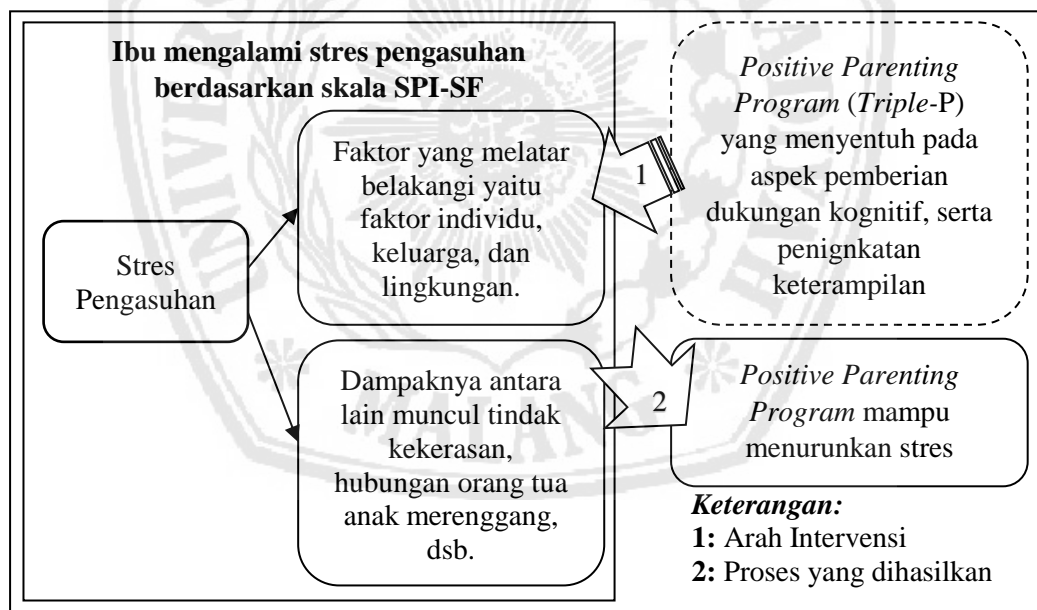 Ibu mengalami stres pengasuhan
berdasarkan skala SPI-SF
Stres
Pengasuhan
Faktor yang melatar
belakangi yaitu
faktor individu,
keluarga, dan
lingkungan.
Dampaknya antara
lain muncul tindak
kekerasan,
hubungan orang tua
anak merenggang,
dsb.
1
Positive Parenting
Program (Triple-P)
yang menyentuh pada
aspek pemberian
dukungan kognitif, serta
penignkatan
keterampilan
2
Positive Parenting
Program mampu
menurunkan stres
Keterangan:
1: Arah Intervensi
2: Proses yang dihasilkan
MALANG